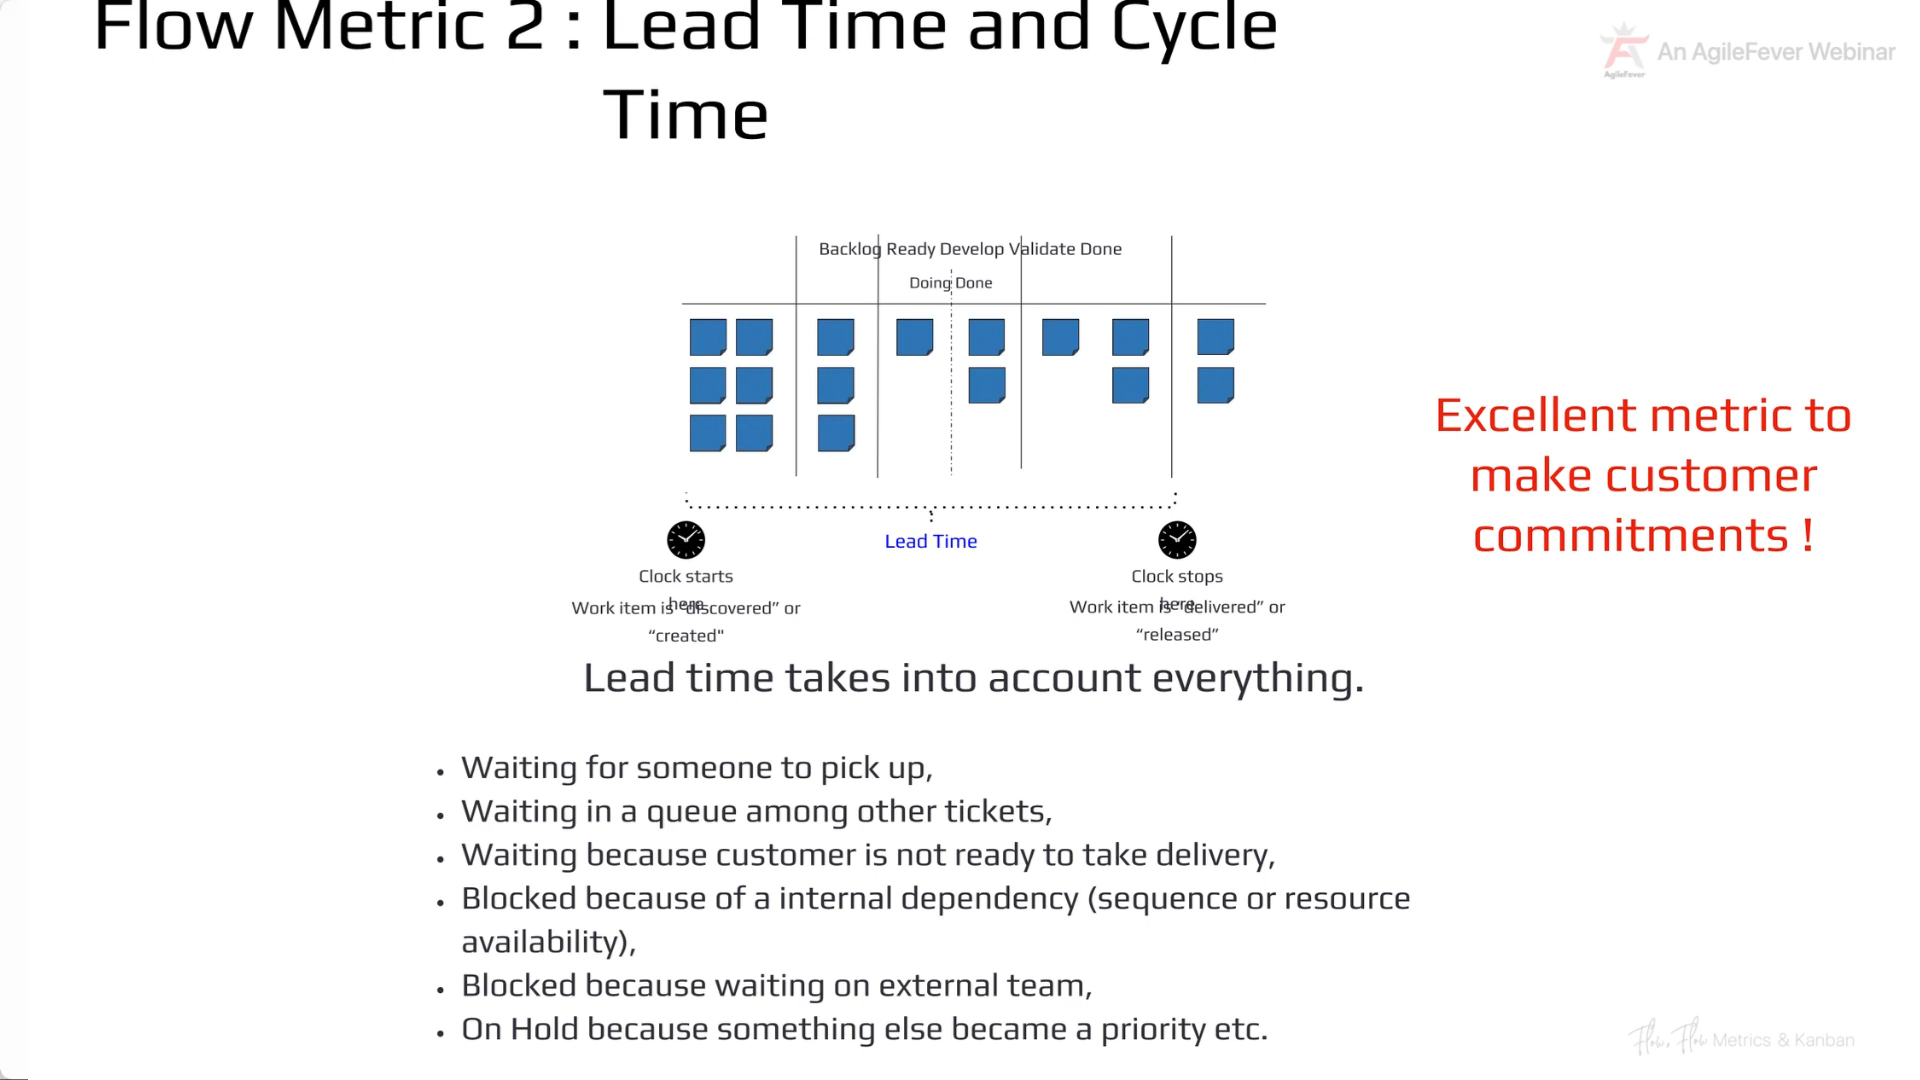 Flow Metric 2 : Lead Time and Cycle
Time
AgileFever
An AgileFever Webinar
Backlog Ready Develop Validate Done
Doing Done
Excellent metric to
make customer
commitments !
Lead Time
Clock starts
here
Work item is “discovered” or
“created"
Clock stops
here
Work item is “delivered” or
“released”
Lead time takes into account everything.
• Waiting for someone to pick up,
• Waiting in a queue among other tickets,
• Waiting because customer is not ready to take delivery,
• Blocked because of a internal dependency (sequence or resource
availability),
• Blocked because waiting on external team,
• On Hold because something else became a priority etc.
Flow, Flow Metrics & Kanban